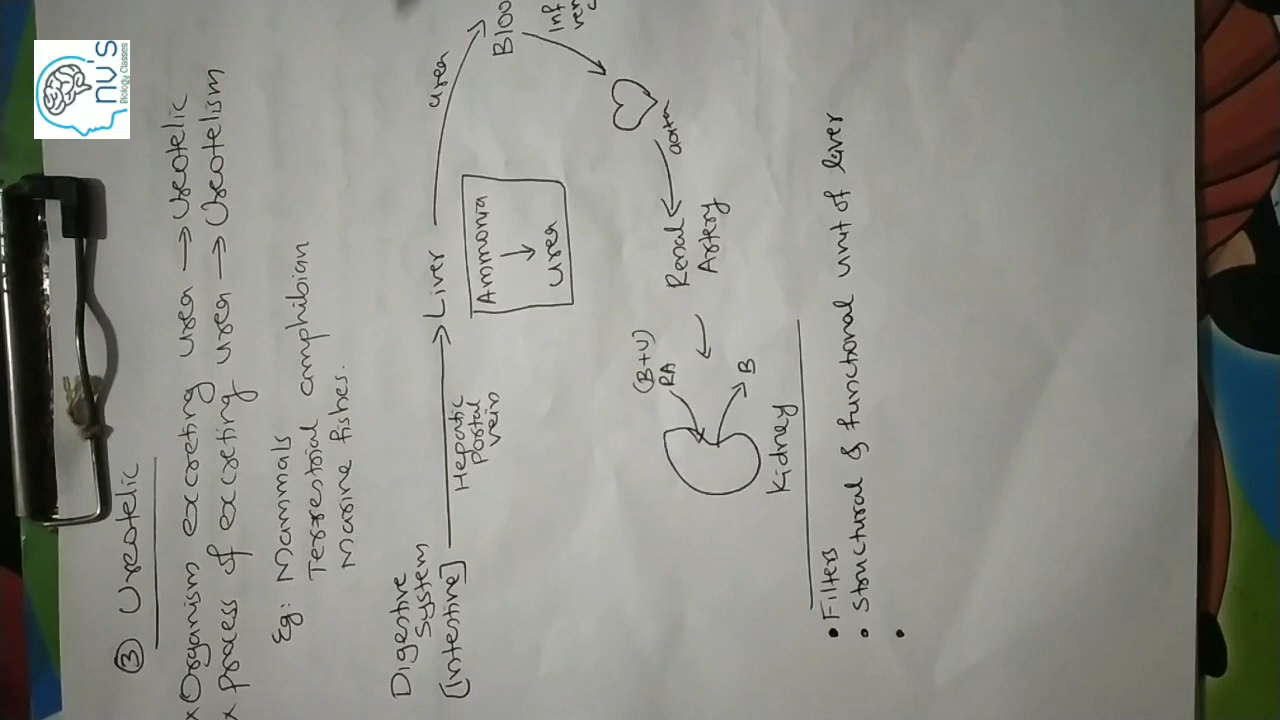 nv's
Biology Classes
③ Ureotelic
x Organism excreting urea → Ureotelic
x process of excreting urea → Ureotelism
Eg: Mammals
Terrestrial amphibian
Marine fishes.
Digestive
System
[Intestine]
Hepatic
portal
vein
Liver
Ammonia
↓
urea
urea
Inf
aorta
Renal
Artery
(B+U)
RA
B
Kidney
• Filters
• Structural & functional unit of liver
•